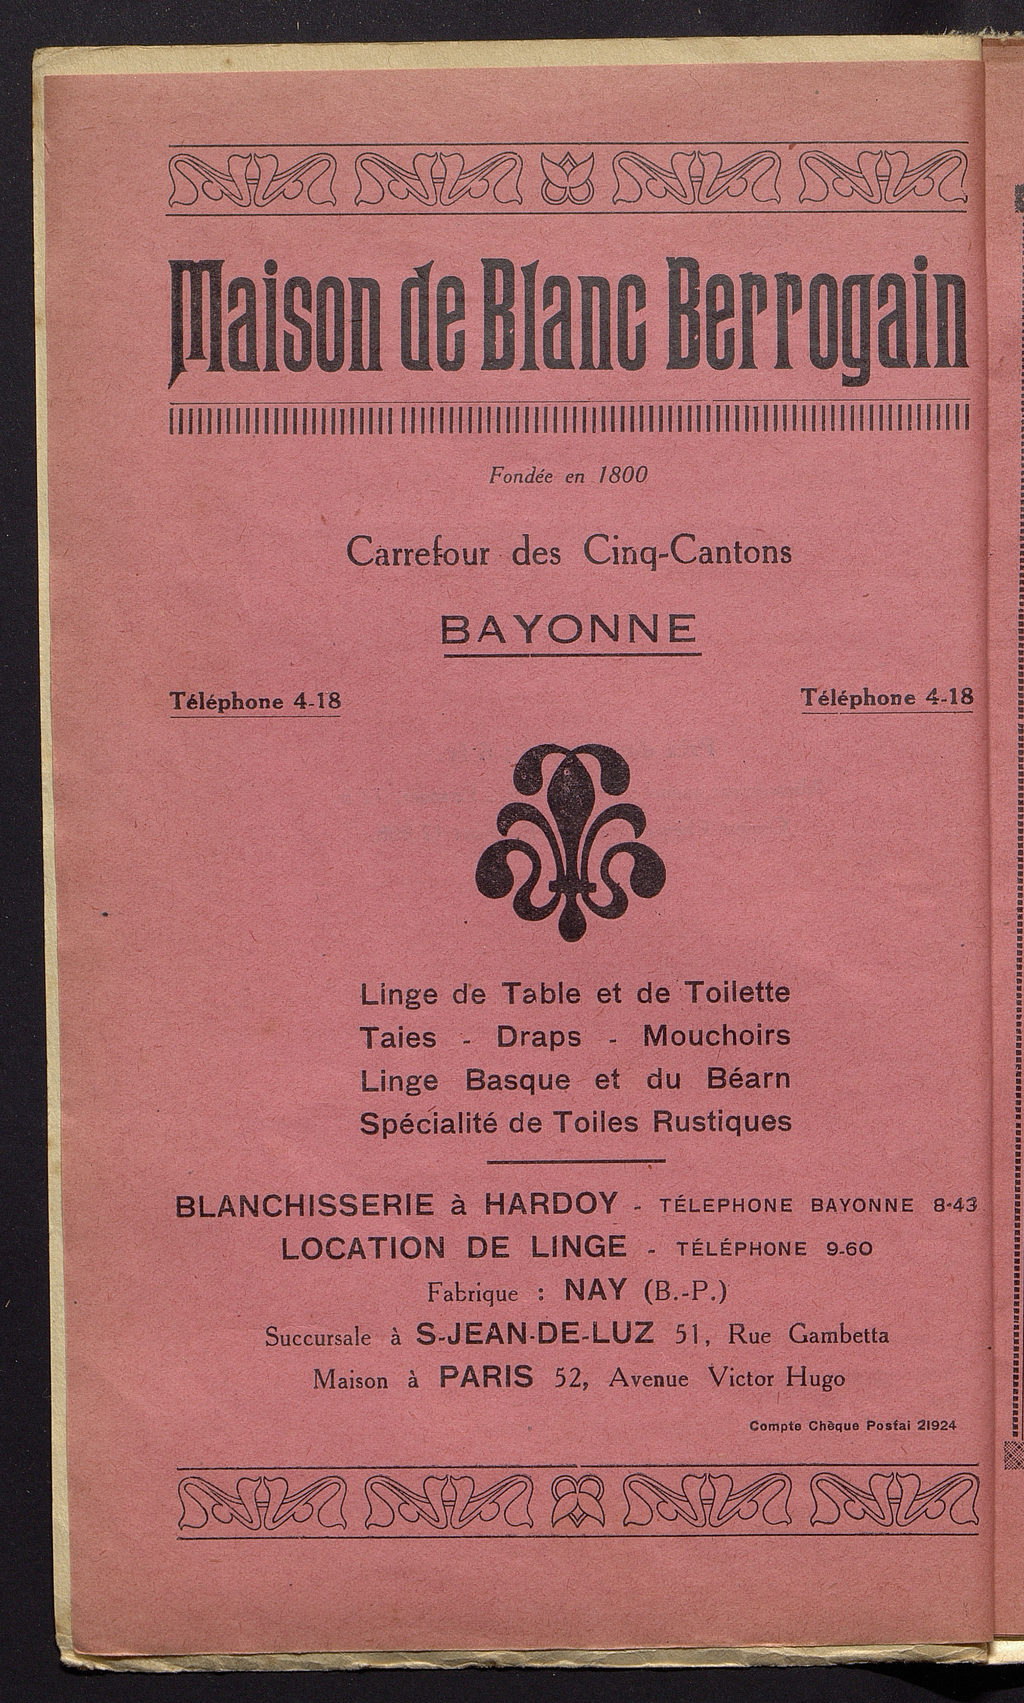 Maison de Blanc Berrogain
Fondée en 1800
Carrefour des Cinq-Cantons
BAYONNE
Téléphone 4-18
Téléphone 4-18
Linge de Table et de Toilette
Taies - Draps - Mouchoirs
Linge Basque et du Béarn
Spécialité de Toiles Rustiques
BLANCHISSERIE à HARDOY - TÉLEPHONE BAYONNE 8-43
LOCATION DE LINGE - TÉLÉPHONE 9-60
Fabrique : NAY (B.-P.)
Succursale à S-JEAN-DE-LUZ 51, Rue Gambetta
Maison à PARIS 52, Avenue Victor Hugo
Compte Chèque Postai 21924